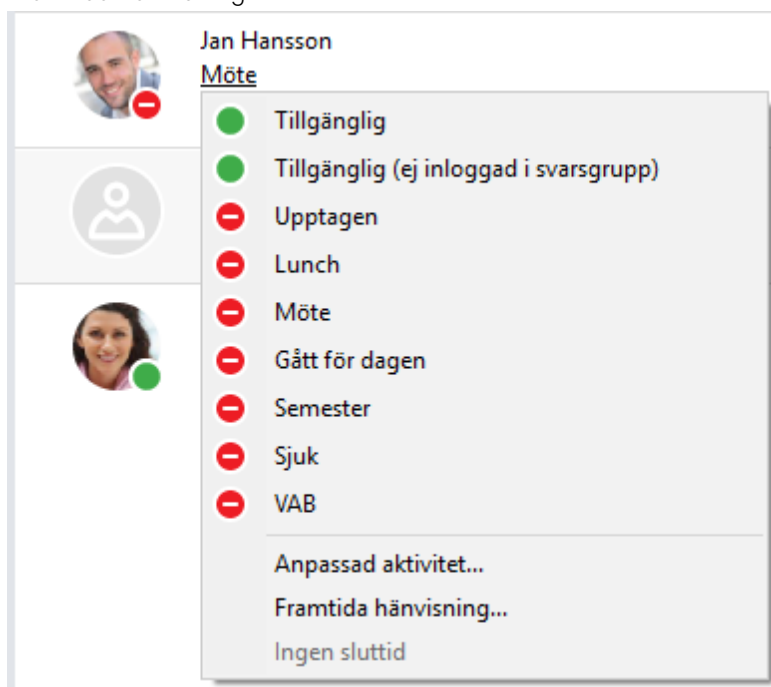 Jan Hansson
Möte
Tillgänglig
Tillgänglig (ej inloggad i svarsgrupp)
Upptagen
Lunch
Möte
Gått för dagen
Semester
Sjuk
VAB
Anpassad aktivitet...
Framtida hänvisning...
Ingen sluttid